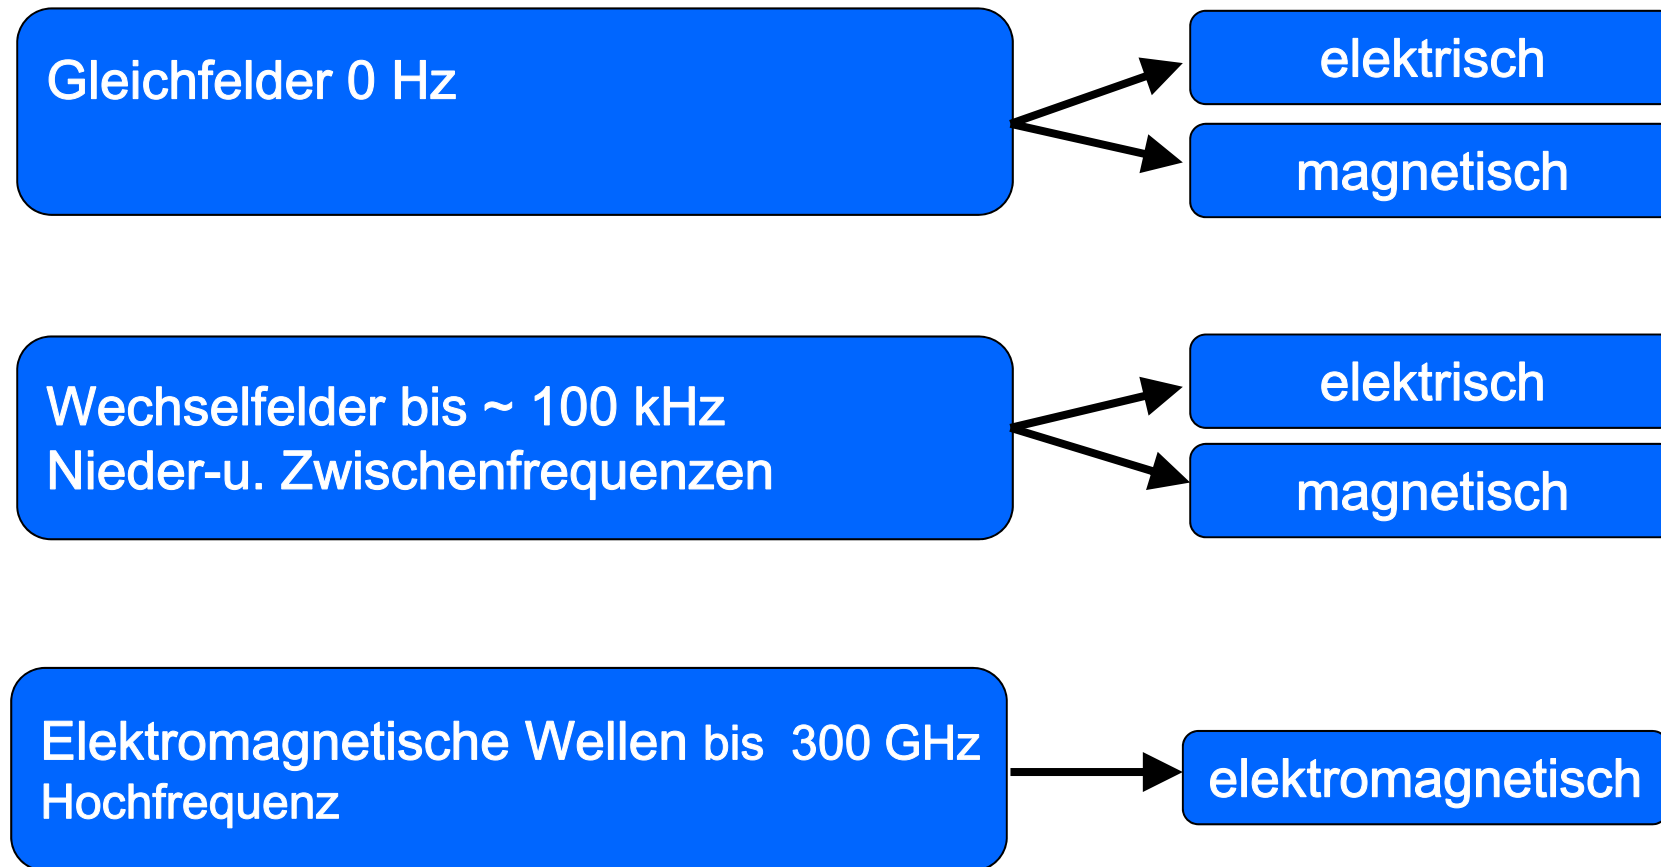 Gleichfelder 0 Hz
elektrisch
magnetisch
Wechselfelder bis ~ 100 kHz
Nieder-u. Zwischenfrequenzen
elektrisch
magnetisch
Elektromagnetische Wellen bis 300 GHz
Hochfrequenz
elektromagnetisch